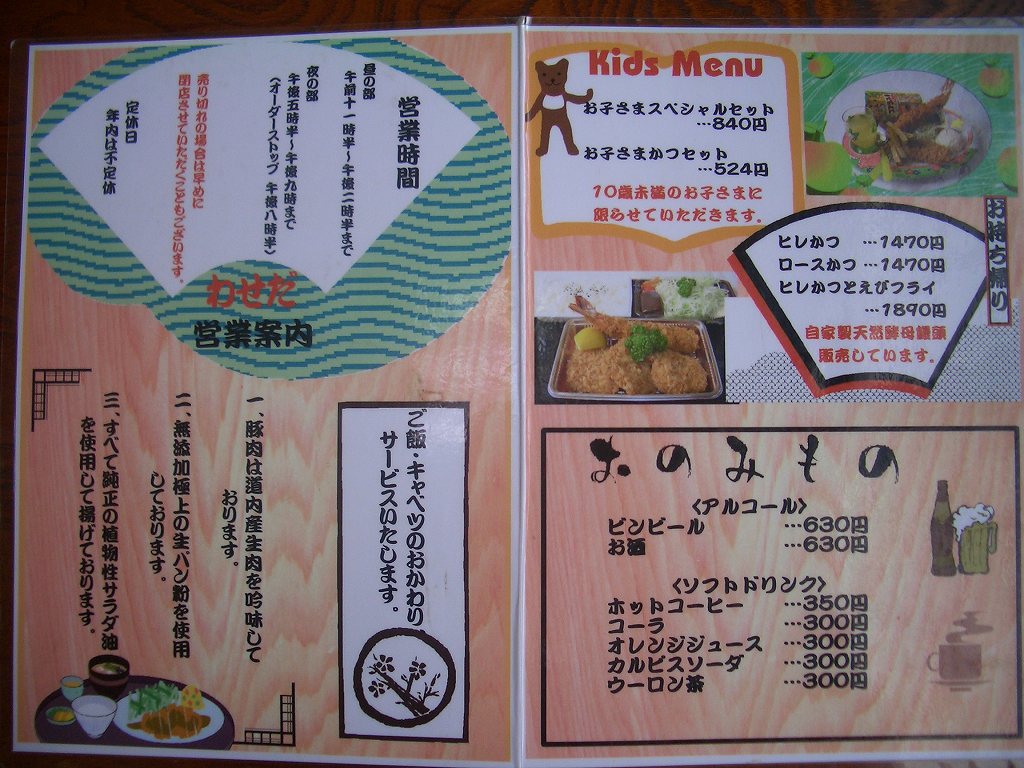 営業時間
昼の部
午前十一時半〜午後二時半まで
夜の部
午後五時半〜午後九時まで
(オーダーストップ 午後八時半)
売り切れの場合は早めに
閉店させていただくこともございます。
定休日
年内は不定休
わせだ
営業案内
ご飯・キャベツのおかわり
サービスいたします。
一、豚肉は道内産生肉を吟味して
おります。
二、無添加極上の生パン粉を使用
しております。
三、すべて純正の植物性サラダ油
を使用して揚げております。
Kids Menu
お子さまスペシャルセット
…840円
お子さまかつセット
…524円
10歳未満のお子さまに
限らせていただきます。
お持ち帰り
ヒレかつ …1470円
ロースかつ …1470円
ヒレかつとえびフライ
…1890円
自家製天然酵母饅頭
販売しています。
おのみもの
〈アルコール〉
ビンビール …630円
お酒 …630円
〈ソフトドリンク〉
ホットコーヒー …350円
コーラ …300円
オレンジジュース …300円
カルピスソーダ …300円
ウーロン茶 …300円